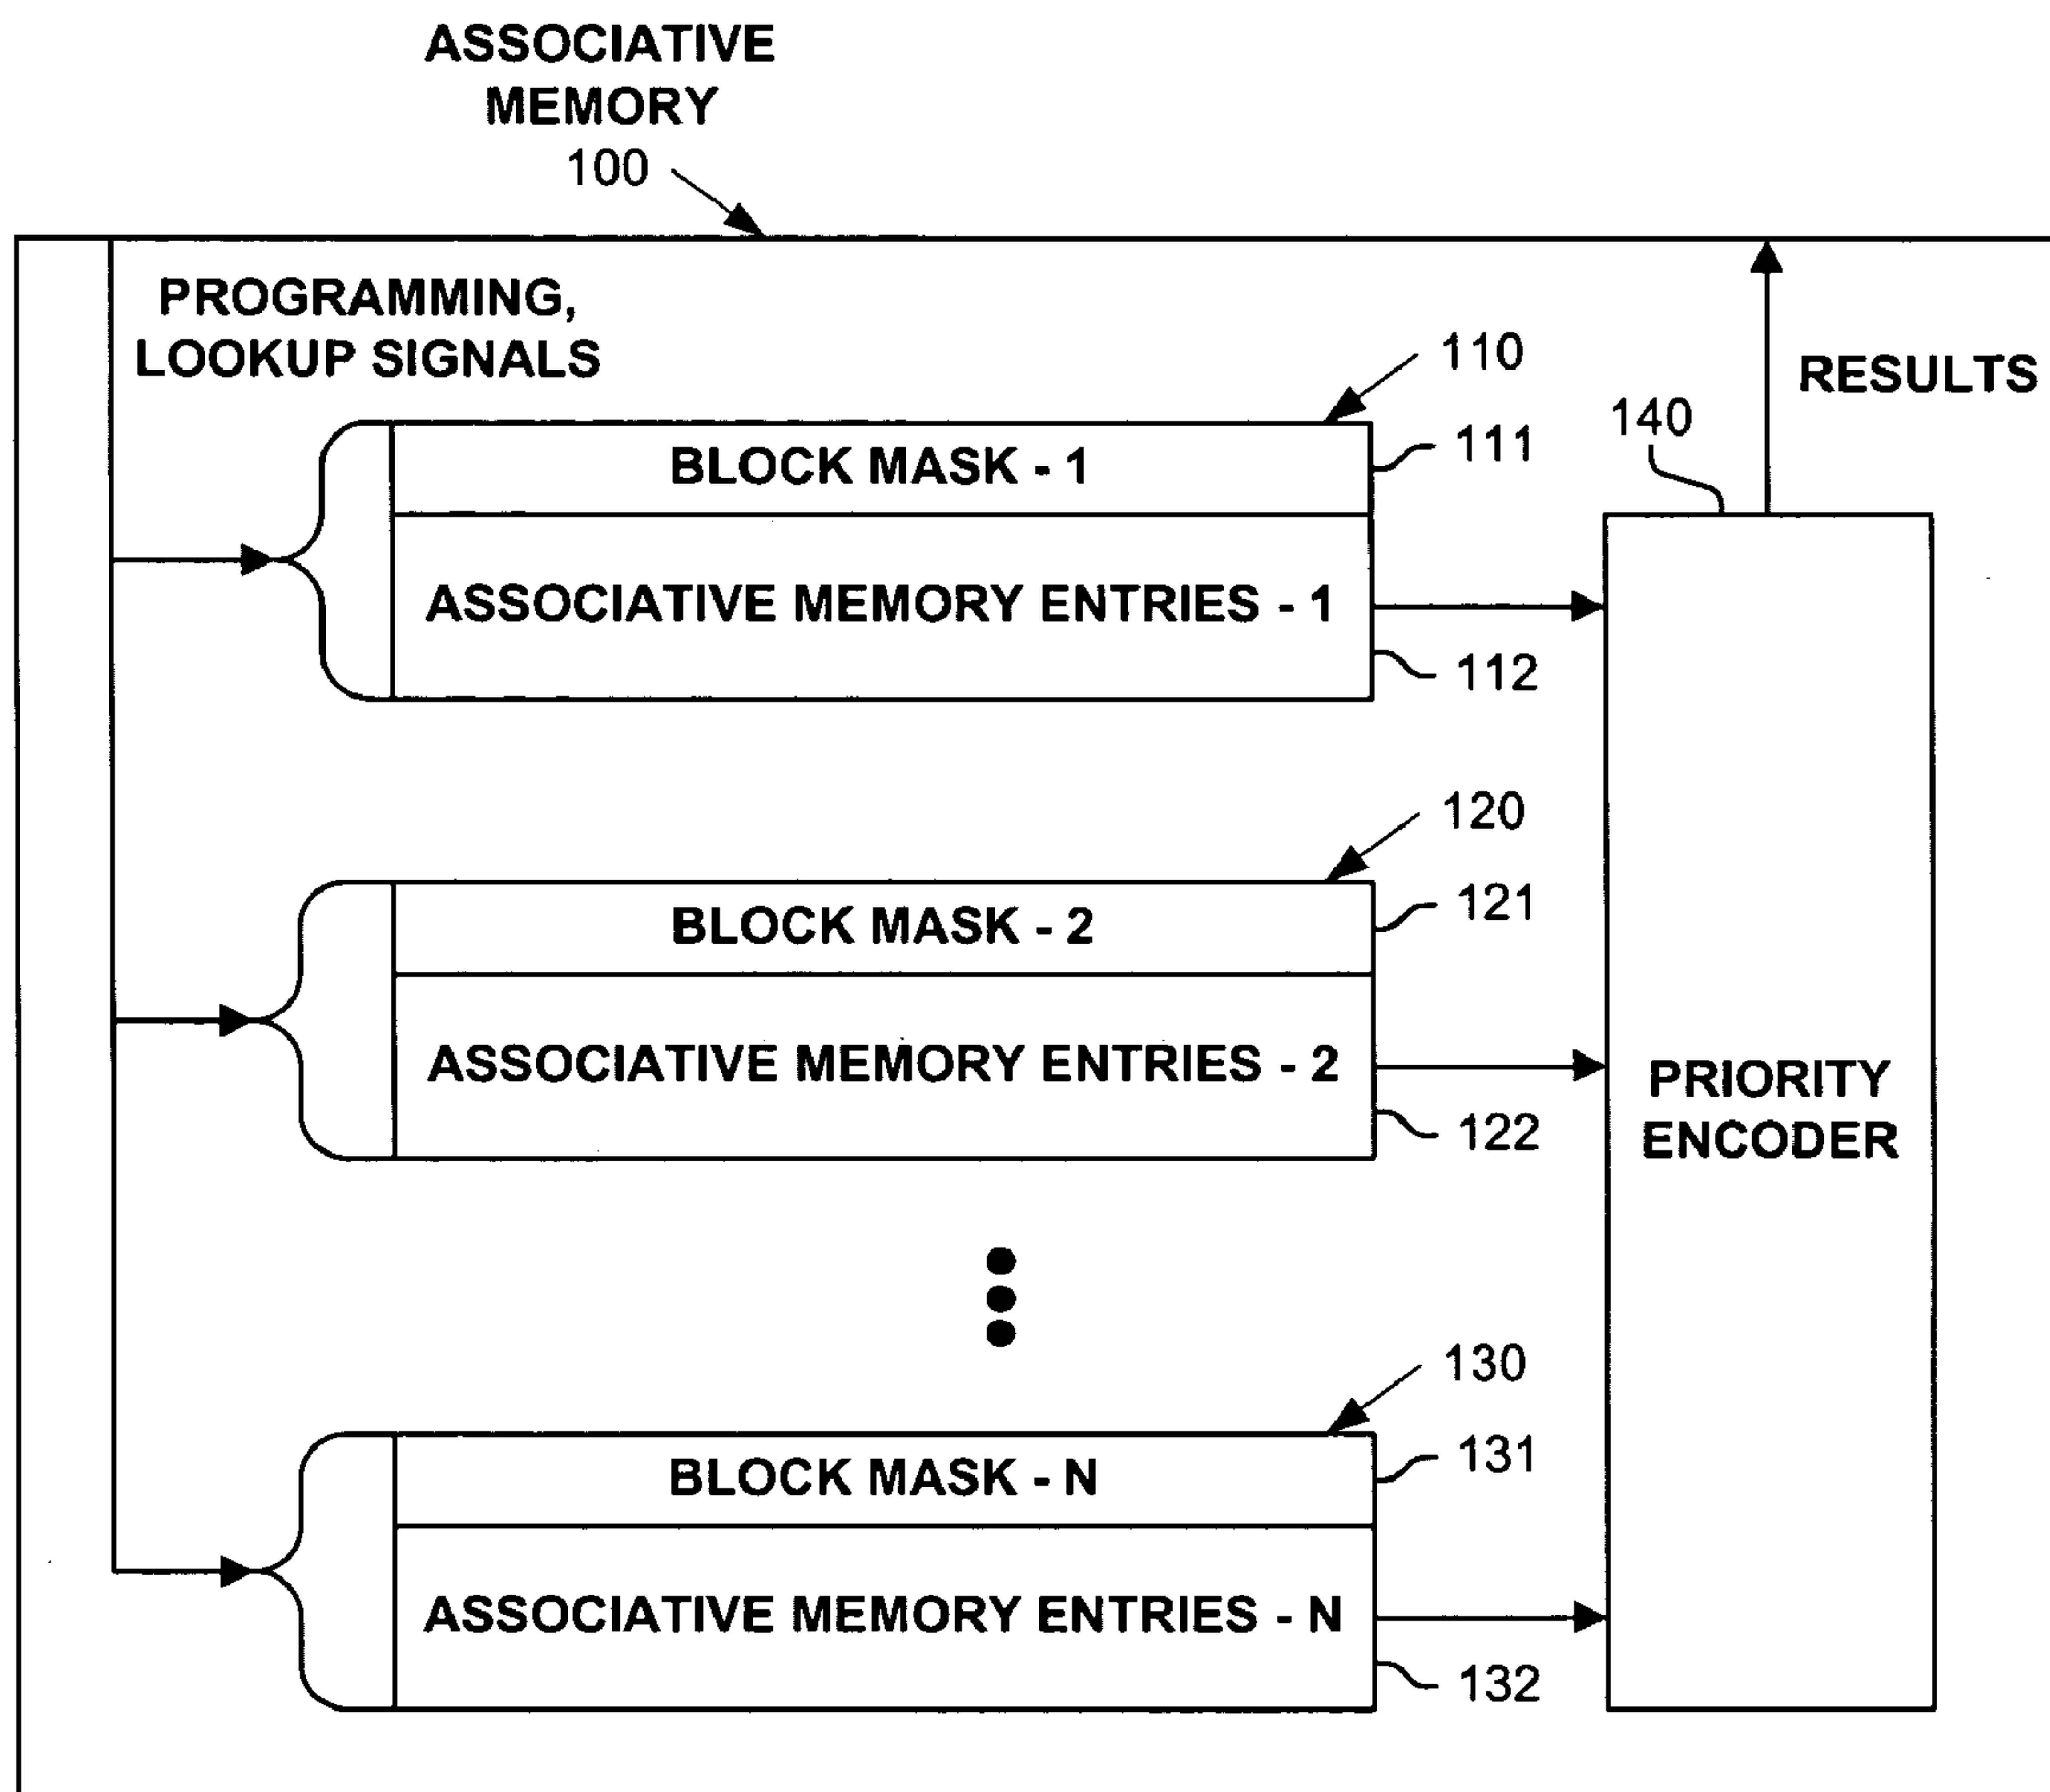 ASSOCIATIVE
MEMORY
100
PROGRAMMING,
LOOKUP SIGNALS
RESULTS
110
140
BLOCK MASK - 1
111
ASSOCIATIVE MEMORY ENTRIES - 1
112
120
BLOCK MASK - 2
121
ASSOCIATIVE MEMORY ENTRIES - 2
122
PRIORITY
ENCODER
130
BLOCK MASK - N
131
ASSOCIATIVE MEMORY ENTRIES - N
132